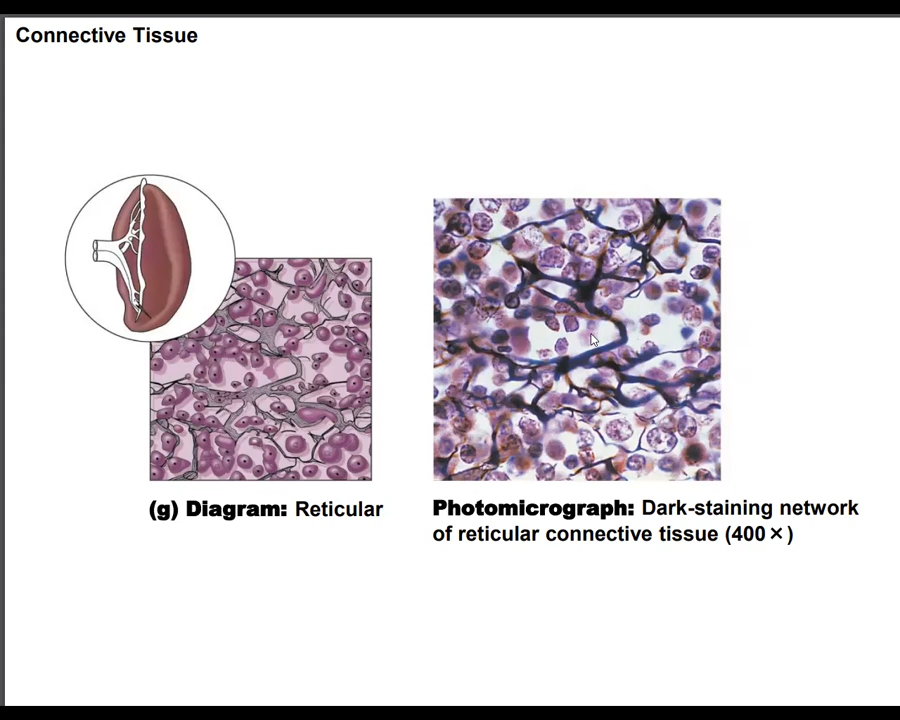 Connective Tissue
(g) Diagram: Reticular
Photomicrograph: Dark-staining network
of reticular connective tissue (400×)